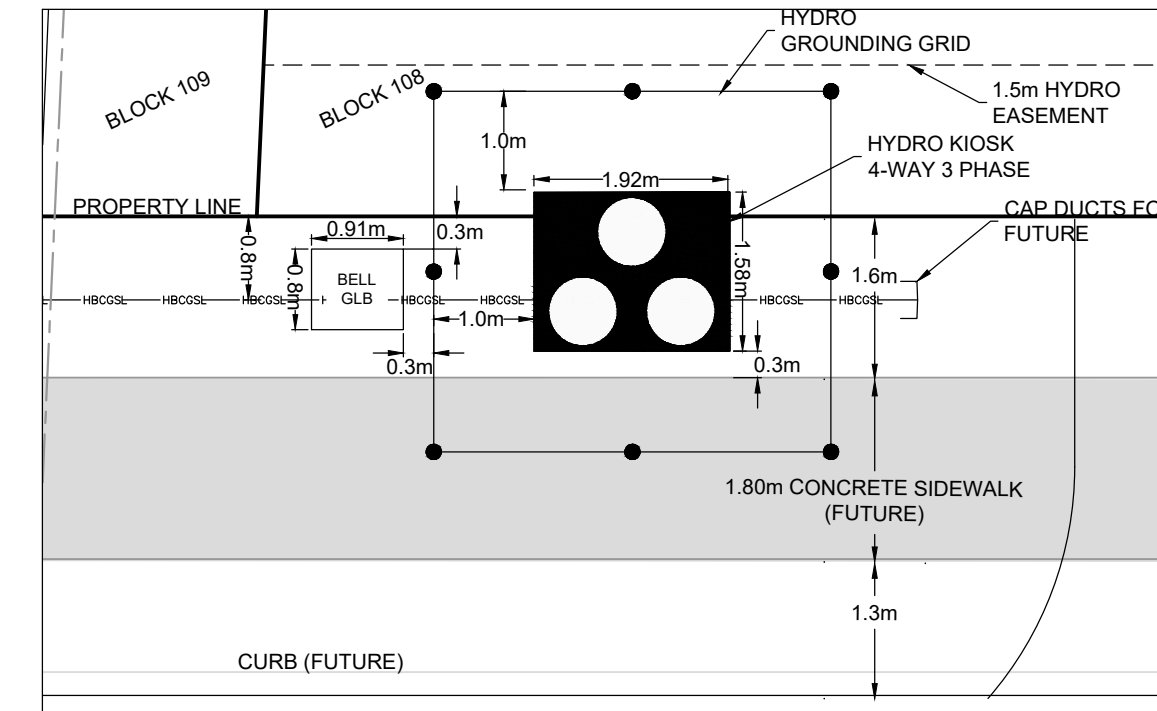 HYDRO
GROUNDING GRID
1.5m HYDRO
EASEMENT
BLOCK 109
BLOCK 108
1.0m
HYDRO KIOSK
4-WAY 3 PHASE
1.92m
PROPERTY LINE
CAP DUCTS FO
FUTURE
0.91m
0.3m
0.8m
0.8m
BELL
GLB
1.58m
1.6m
HBCGSL HBCGSL HBCGSL HBCGSL HBCGSL HBCGSL HBCGSL
1.0m
0.3m
0.3m
1.80m CONCRETE SIDEWALK
(FUTURE)
1.3m
CURB (FUTURE)